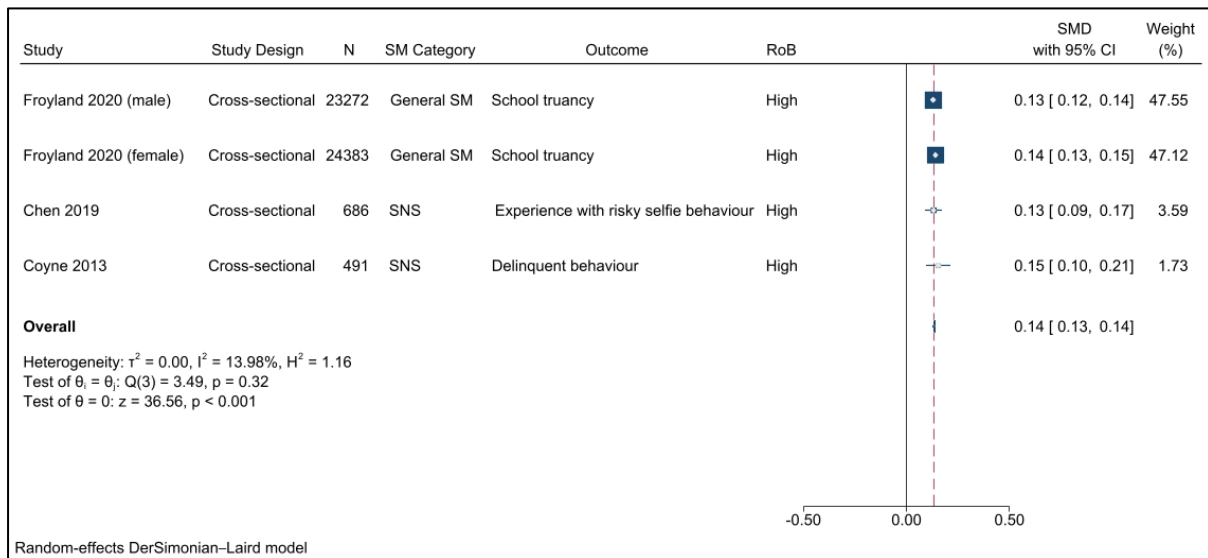 SMD Weight
Study Study Design N SM Category Outcome RoB with 95% CI (%)
Froyland 2020 (male) Cross-sectional 23272 General SM School truancy High 0.13 [ 0.12, 0.14] 47.55
Froyland 2020 (female) Cross-sectional 24383 General SM School truancy High 0.14 [ 0.13, 0.15] 47.12
Chen 2019 Cross-sectional 686 SNS Experience with risky selfie behaviour High 0.13 [ 0.09, 0.17] 3.59
Coyne 2013 Cross-sectional 491 SNS Delinquent behaviour High 0.15 [ 0.10, 0.21] 1.73
Overall 0.14 [ 0.13, 0.14]
Heterogeneity: τ² = 0.00, I² = 13.98%, H² = 1.16
Test of θᵢ = θⱼ: Q(3) = 3.49, p = 0.32
Test of θ = 0: z = 36.56, p < 0.001
-0.50 0.00 0.50
Random-effects DerSimonian–Laird model